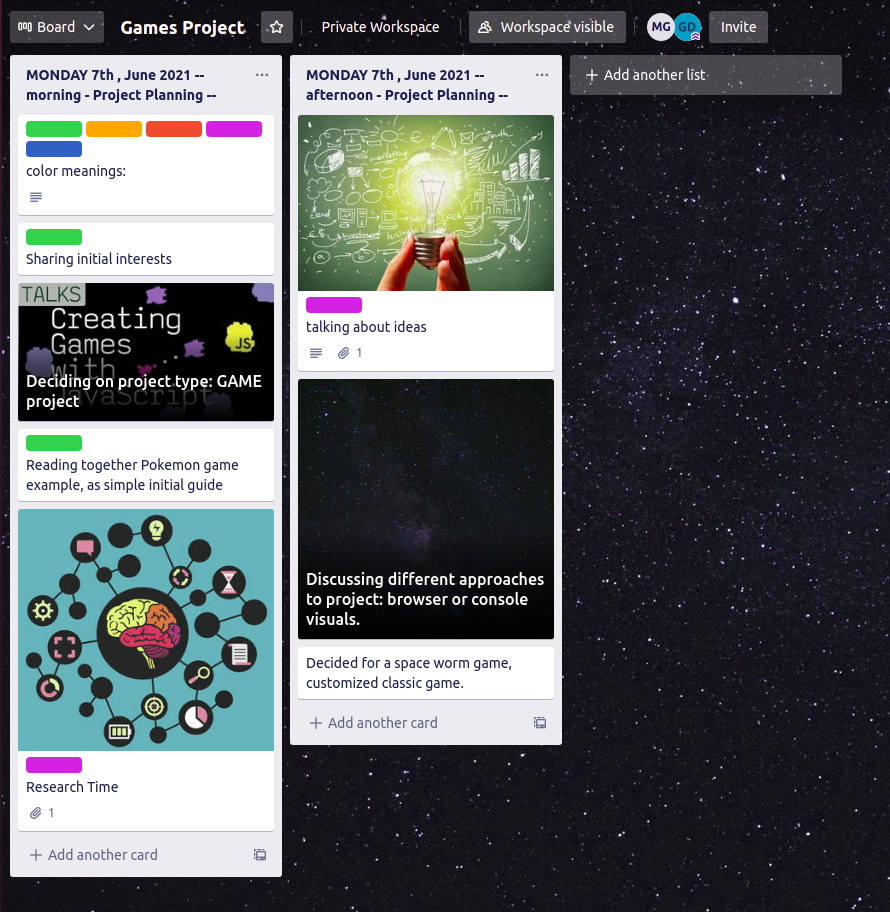 Board
Games Project
Private Workspace
Workspace visible
MG
GD
Invite
MONDAY 7th , June 2021 --
morning - Project Planning --
color meanings:
Sharing initial interests
TALKS
Creating
Games
with
JavaScript
JS
Deciding on project type: GAME
project
Reading together Pokemon game
example, as simple initial guide
Research Time
1
+ Add another card
MONDAY 7th , June 2021 --
afternoon - Project Planning --
talking about ideas
1
Discussing different approaches
to project: browser or console
visuals.
Decided for a space worm game,
customized classic game.
+ Add another card
+ Add another list